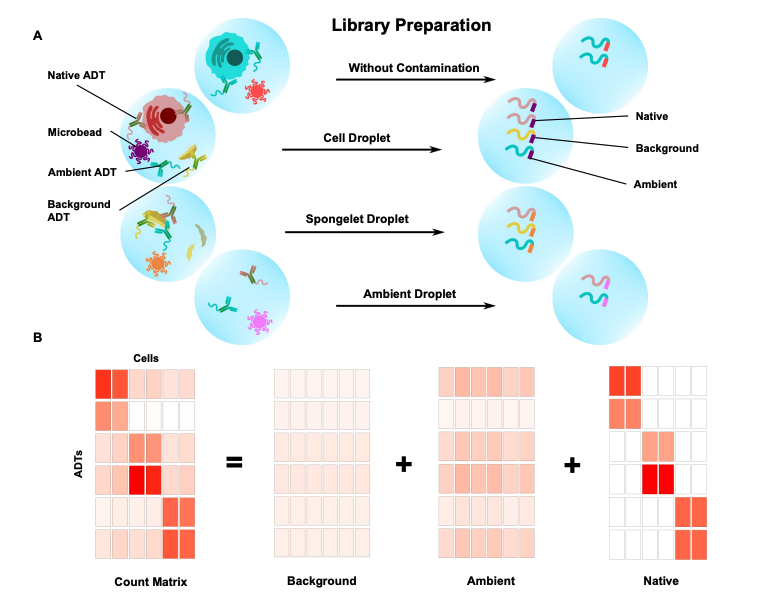 Library Preparation
A
Without Contamination
Native ADT
Microbead
Cell Droplet
Native
Background
Ambient ADT
Ambient
Background
ADT
Spongelet Droplet
Ambient Droplet
B
Cells
ADTs
=
+
+
Count Matrix
Background
Ambient
Native